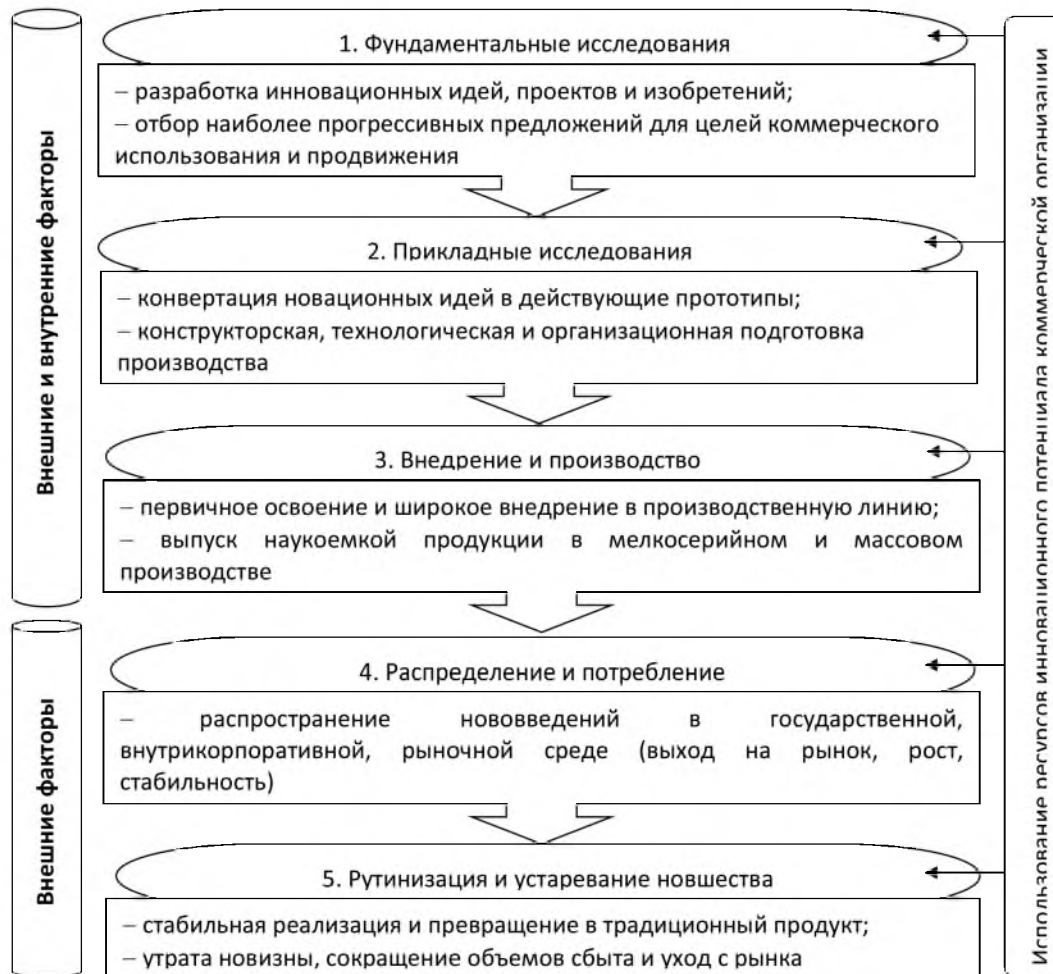 Внешние и внутренние факторы
1. Фундаментальные исследования
– разработка инновационных идей, проектов и изобретений;
– отбор наиболее прогрессивных предложений для целей коммерческого
использования и продвижения
2. Прикладные исследования
– конвертация новационных идей в действующие прототипы;
– конструкторская, технологическая и организационная подготовка
производства
3. Внедрение и производство
– первичное освоение и широкое внедрение в производственную линию;
– выпуск наукоемкой продукции в мелкосерийном и массовом
производстве
Внешние факторы
4. Распределение и потребление
– распространение нововведений в государственной,
внутрикорпоративной, рыночной среде (выход на рынок, рост,
стабильность)
5. Рутинизация и устаревание новшества
– стабильная реализация и превращение в традиционный продукт;
– утрата новизны, сокращение объемов сбыта и уход с рынка
Использование ресурсов инновационного потенциала коммерческой организации